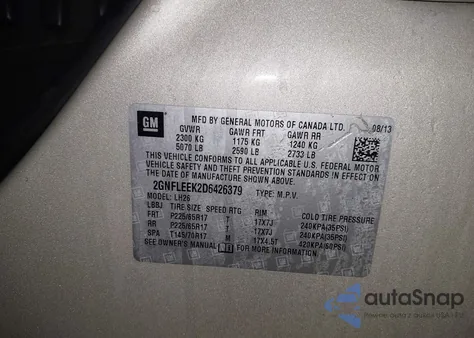 GM
MFD BY GENERAL MOTORS OF CANADA LTD. 08/13
GVWR GAWR FRT GAWR RR
2300 KG 1175 KG 1240 KG
5070 LB 2590 LB 2733 LB
THIS VEHICLE CONFORMS TO ALL APPLICABLE U.S. FEDERAL MOTOR
VEHICLE SAFETY AND THEFT PREVENTION STANDARDS IN EFFECT
ON THE DATE OF MANUFACTURE SHOWN ABOVE.
2GNFLEEK2D6426379 TYPE: M.P.V.
MODEL: LH26
LBBJ TIRE SIZE SPEED RTG RIM COLD TIRE PRESSURE
FRT P225/65R17 T 17X7J 240KPA(35PSI)
RR P225/65R17 T 17X7J 240KPA(35PSI)
SPA T145/70R17 M 17X4.5T 420KPA(60PSI)
SEE OWNER'S MANUAL FOR MORE INFORMATION.
autoSnap